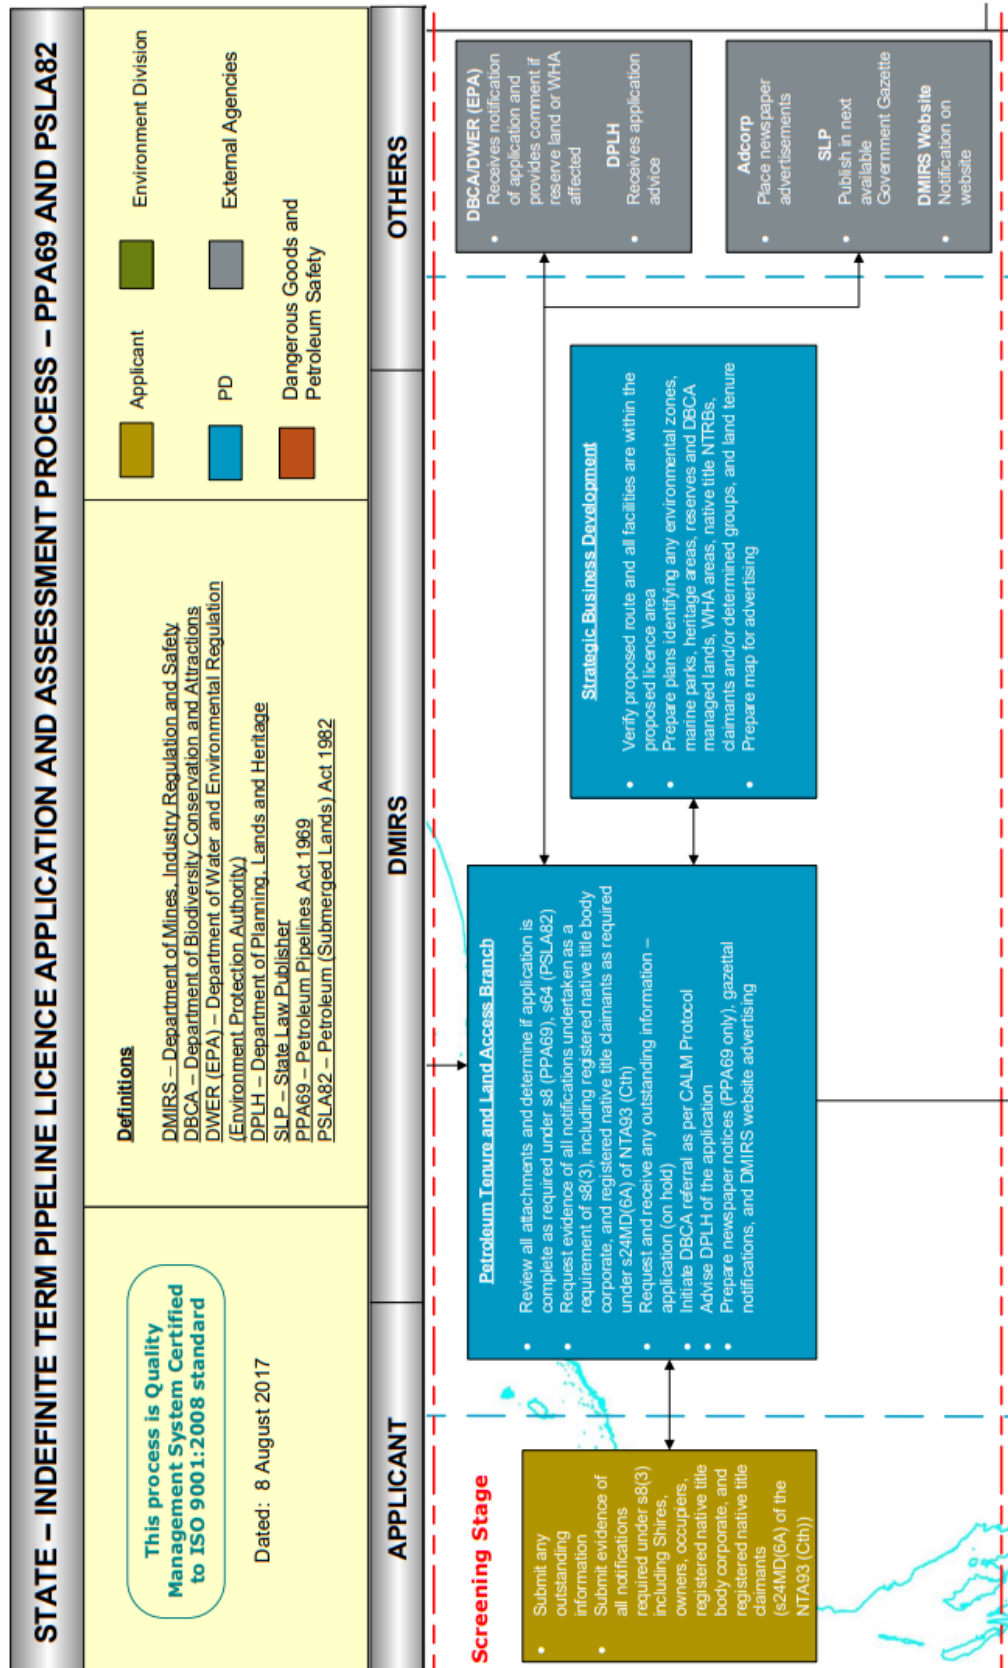 STATE – INDEFINITE TERM PIPELINE LICENCE APPLICATION AND ASSESSMENT PROCESS – PPA69 AND PSLA82
This process is Quality
Management System Certified
to ISO 9001:2008 standard
Dated: 8 August 2017
Definitions
DMIRS – Department of Mines, Industry Regulation and Safety
DBCA – Department of Biodiversity Conservation and Attractions
DWER (EPA) – Department of Water and Environmental Regulation
(Environment Protection Authority)
DPLH – Department of Planning, Lands and Heritage
SLP – State Law Publisher
PPA69 – Petroleum Pipelines Act 1969
PSLA82 – Petroleum (Submerged Lands) Act 1982
Applicant
Environment Division
PD
External Agencies
Dangerous Goods and
Petroleum Safety
APPLICANT
DMIRS
OTHERS
Screening Stage
• Submit any
outstanding
information
• Submit evidence of
all notifications
required under s8(3)
including Shires,
owners, occupiers,
registered native title
body corporate, and
registered native title
claimants
(s24MD(6A) of the
NTA93 (Cth))
Petroleum Tenure and Land Access Branch
• Review all attachments and determine if application is
complete as required under s8 (PPA69), s64 (PSLA82)
• Request evidence of all notifications undertaken as a
requirement of s8(3), including registered native title body
corporate, and registered native title claimants as required
under s24MD(6A) of NTA93 (Cth)
• Request and receive any outstanding information –
application (on hold)
• Initiate DBCA referral as per CALM Protocol
• Advise DPLH of the application
• Prepare newspaper notices (PPA69 only), gazettal
notifications, and DMIRS website advertising
Strategic Business Development
• Verify proposed route and all facilities are within the
proposed licence area
• Prepare plans identifying any environmental zones,
marine parks, heritage areas, reserves and DBCA
managed lands, WHA areas, native title NTRBs,
claimants and/or determined groups, and land tenure
• Prepare map for advertising
DBCA/DWER (EPA)
• Receives notification
of application and
provides comment if
reserve land or WHA
affected
DPLH
• Receives application
advice
Adcorp
• Place newspaper
advertisements
SLP
• Publish in next
available
Government Gazette
DMIRS Website
• Notification on
website